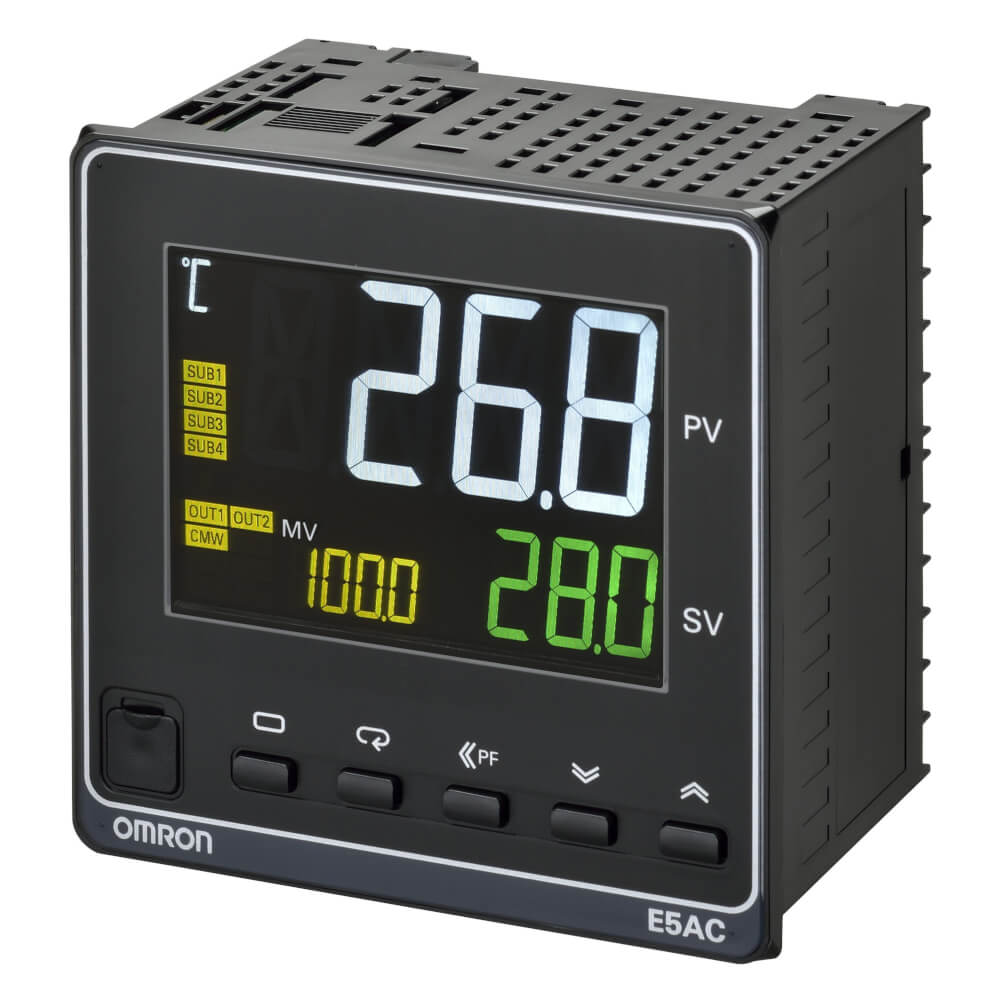 °C
26.8
PV
SUB1
SUB2
SUB3
SUB4
OUT1 OUT2 MV
CMW
100.0
28.0
SV
PF
OMRON
E5AC